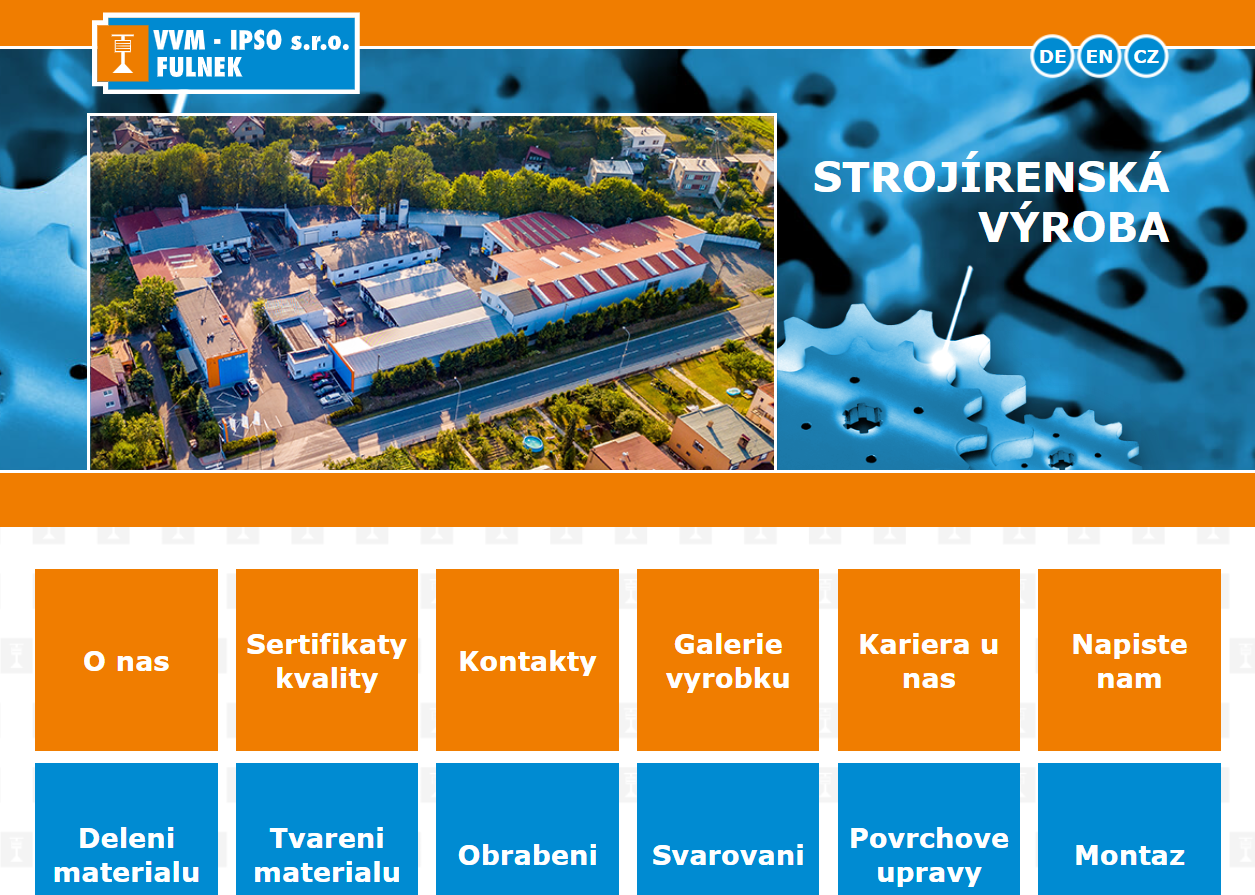 VVM - IPSO s.r.o.
FULNEK
DE EN CZ
STROJÍRENSKÁ
VÝROBA
O nas
Sertifikaty
kvality
Kontakty
Galerie
vyrobku
Kariera u
nas
Napiste
nam
Deleni
materialu
Tvareni
materialu
Obrabeni
Svarovani
Povrchove
upravy
Montaz